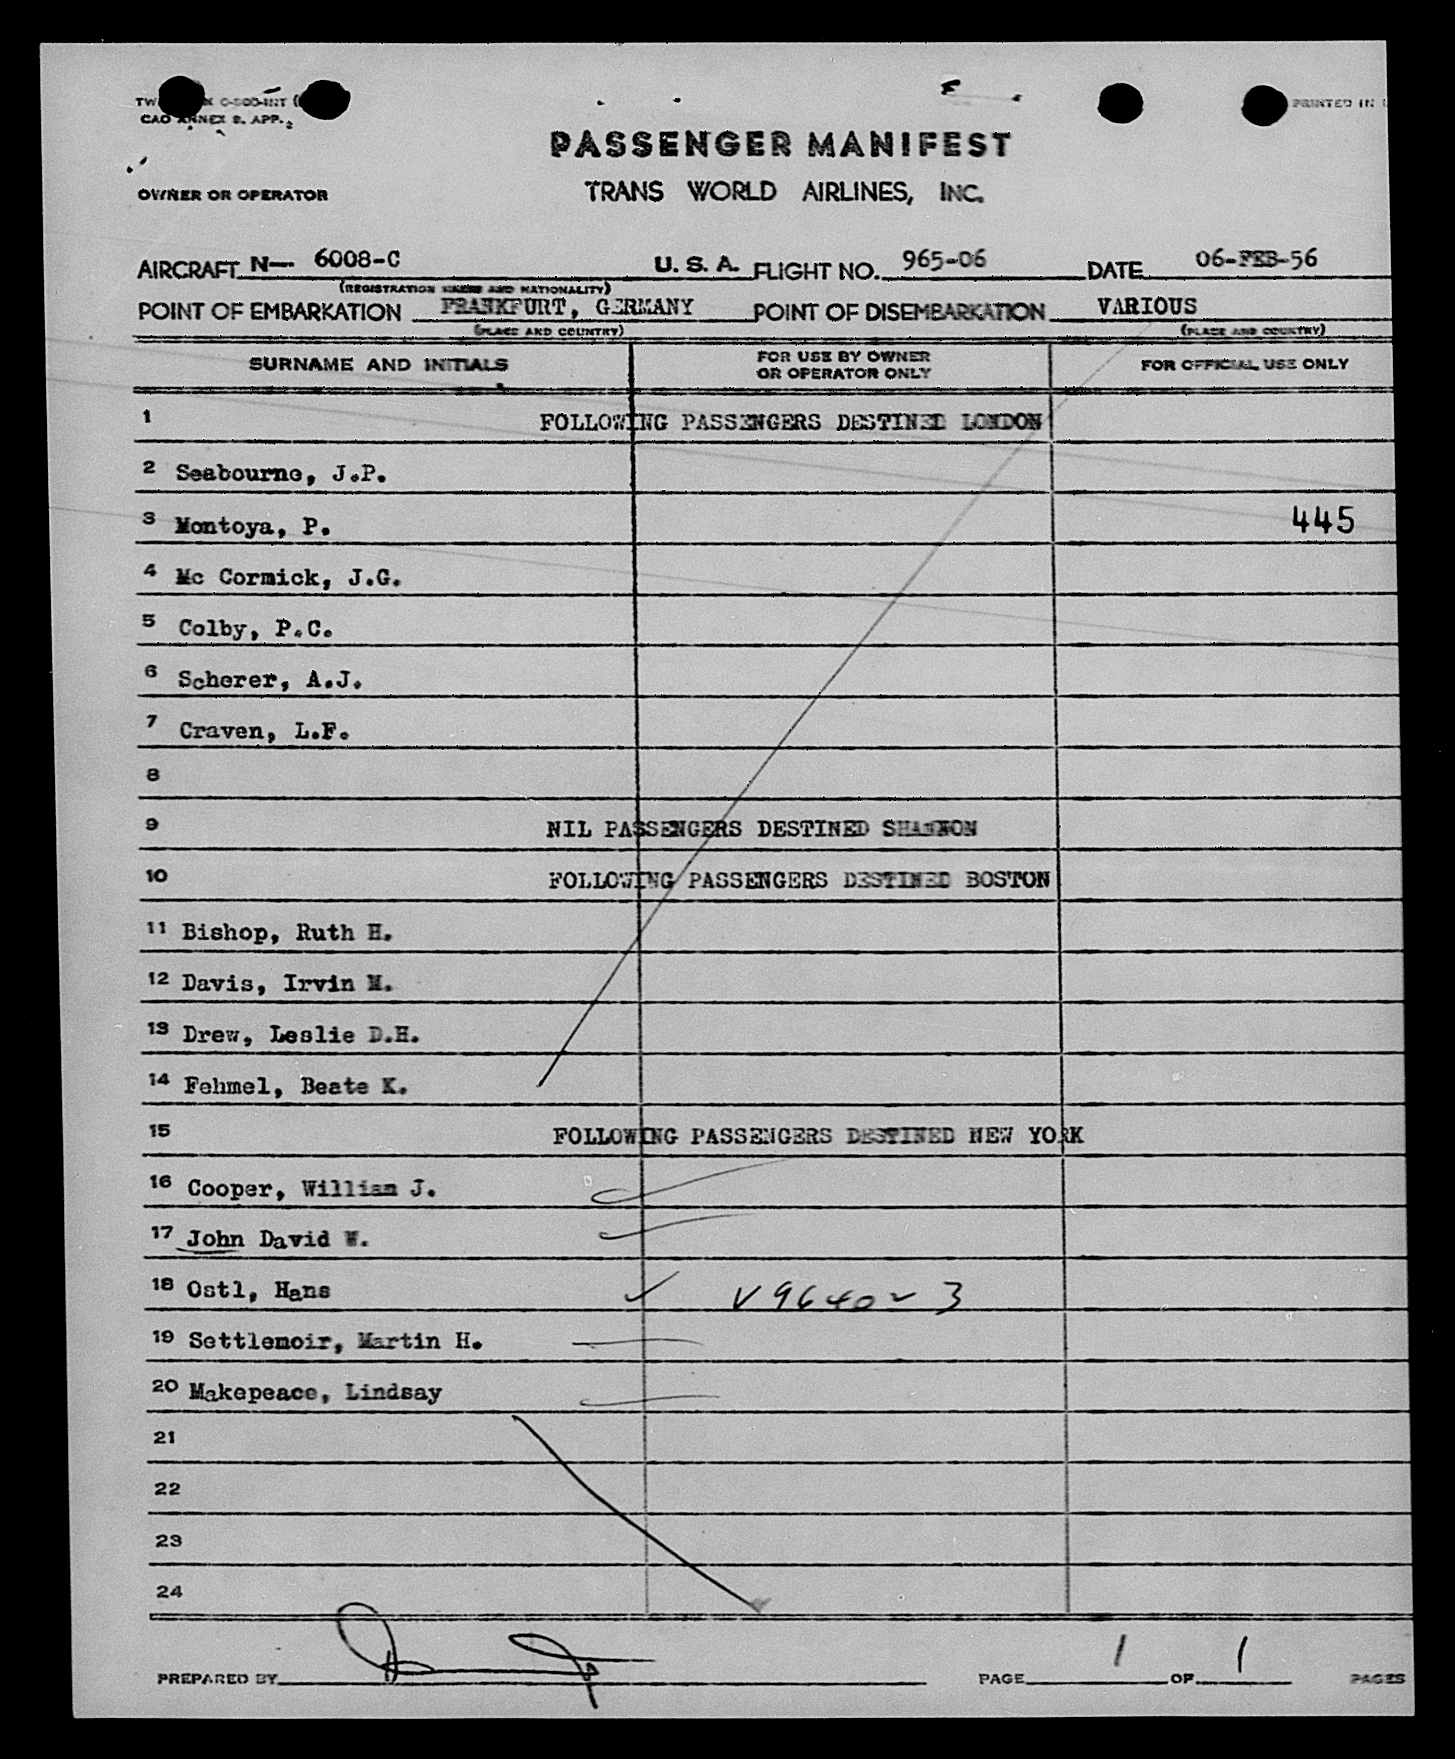 CAO ANNEX 9. APP. 2
PRINTED IN
PASSENGER MANIFEST
OWNER OR OPERATOR TRANS WORLD AIRLINES, INC.
AIRCRAFT N— 6008-C U. S. A. FLIGHT NO. 965-06 DATE 06-FEB-56
(REGISTRATION MARKS AND NATIONALITY)
POINT OF EMBARKATION FRANKFURT, GERMANY POINT OF DISEMBARKATION VARIOUS
(PLACE AND COUNTRY) (PLACE AND COUNTRY)
SURNAME AND INITIALS FOR USE BY OWNER OR OPERATOR ONLY FOR OFFICIAL USE ONLY
1 FOLLOWING PASSENGERS DESTINED LONDON
2 Seabourne, J.P.
3 Montoya, P. 445
4 Mc Cormick, J.G.
5 Colby, P.C.
6 Scherer, A.J.
7 Craven, L.F.
8
9 NIL PASSENGERS DESTINED SHANNON
10 FOLLOWING PASSENGERS DESTINED BOSTON
11 Bishop, Ruth H.
12 Davis, Irvin M.
13 Drew, Leslie D.H.
14 Fehmel, Beate K.
15 FOLLOWING PASSENGERS DESTINED NEW YORK
16 Cooper, William J.
17 John David W.
18 Ostl, Hans
19 Settlemoir, Martin H.
20 Makepeace, Lindsay
21
22
23
24
PREPARED BY PAGE 1 OF 1 PAGES